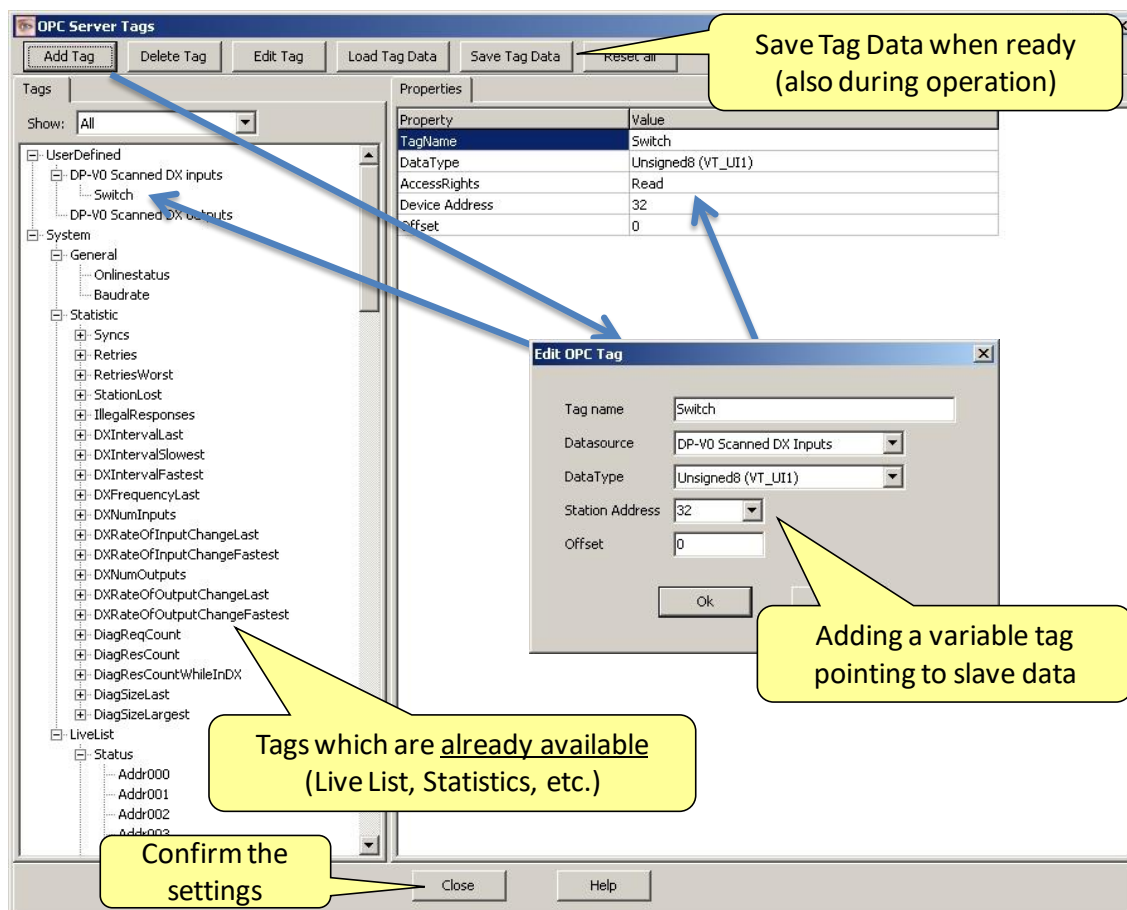 OPC Server Tags
Add Tag
Delete Tag
Edit Tag
Load Tag Data
Save Tag Data
Reset all
Save Tag Data when ready
(also during operation)
Tags
Show: All
UserDefined
DP-V0 Scanned DX inputs
Switch
DP-V0 Scanned DX outputs
System
General
Onlinestatus
Baudrate
Statistic
Syncs
Retries
RetriesWorst
StationLost
IllegalResponses
DXIntervalLast
DXIntervalSlowest
DXIntervalFastest
DXFrequencyLast
DXNumInputs
DXRateOfInputChangeLast
DXRateOfInputChangeFastest
DXNumOutputs
DXRateOfOutputChangeLast
DXRateOfOutputChangeFastest
DiagReqCount
DiagResCount
DiagResCountWhileInDX
DiagSizeLast
DiagSizeLargest
LiveList
Status
Addr000
Addr001
Addr002
Addr003
Properties
Property Value
TagName Switch
DataType Unsigned8 (VT_UI1)
AccessRights Read
Device Address 32
Offset 0
Edit OPC Tag
Tag name Switch
Datasource DP-V0 Scanned DX Inputs
DataType Unsigned8 (VT_UI1)
Station Address 32
Offset 0
Ok
Adding a variable tag
pointing to slave data
Tags which are already available
(Live List, Statistics, etc.)
Confirm the
settings
Close
Help